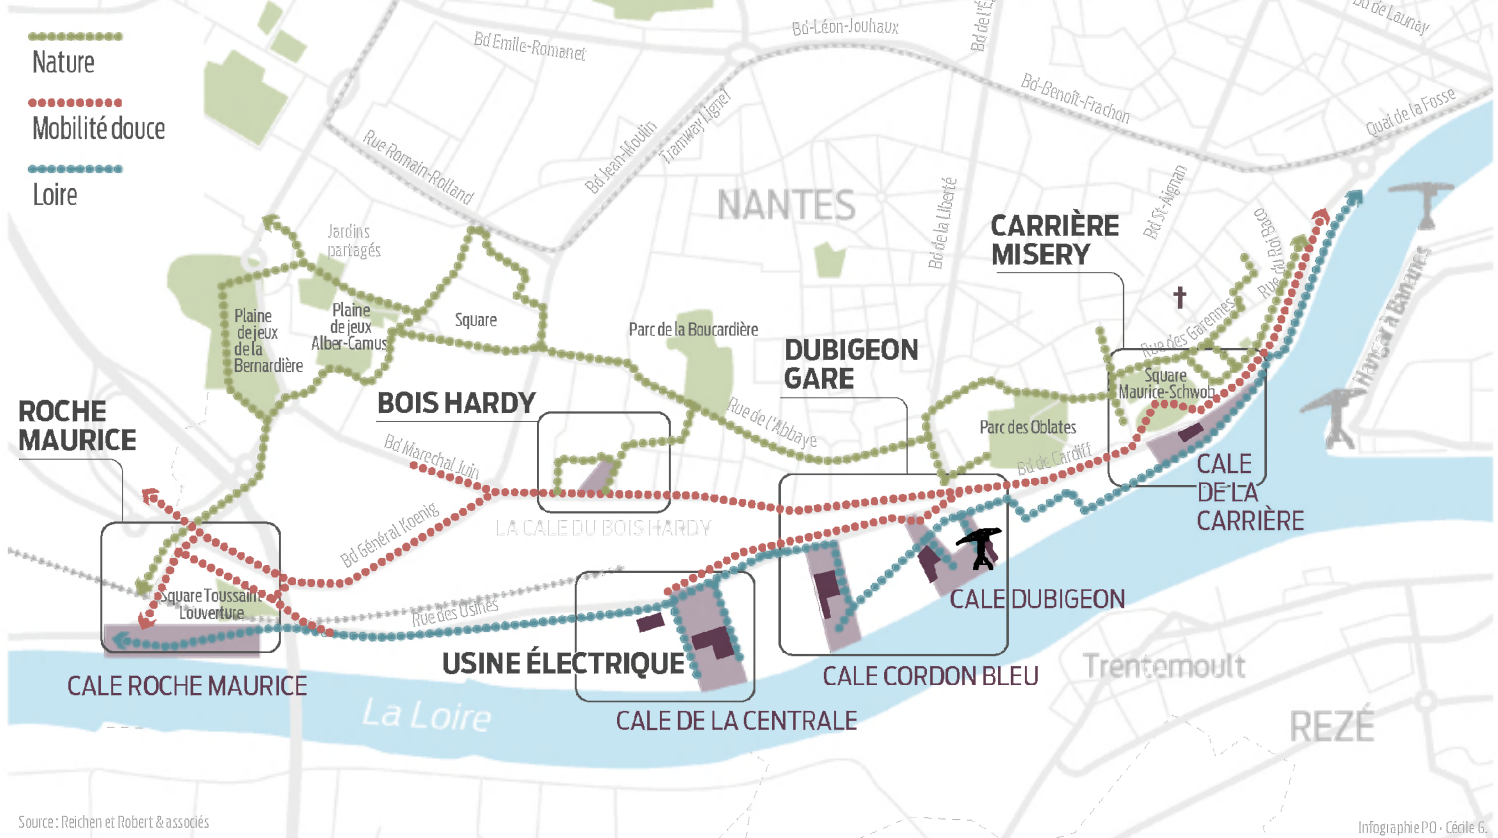 Nature
Mobilité douce
Loire
Bd Emile-Romanet
Bd-Léon-Jouhaux
Bd de Launay
Bd-Benoît-Frachon
Quai de la Fosse
Rue Romain-Rolland
Bd Jean-Moulin
Tramway Ligne1
NANTES
Bd de la Liberté
Bd St-Aignan
CARRIÈRE
MISERY
Rue du Roi Baco
Hangar à Bananes
Jardins
partagés
Plaine
de jeux
de la
Bernardière
Plaine
de jeux
Alber-Camus
Square
Parc de la Boucardière
Rue des Garennes
DUBIGEON
GARE
Square
Maurice-Schwob
ROCHE
MAURICE
BOIS HARDY
Rue de l'Abbaye
Parc des Oblates
Bd de Cardiff
Bd Marechal Juin
CALE
DE LA
CARRIÈRE
LA CALE DU BOIS HARDY
Bd Général Koenig
Square Toussaint
Louverture
Rue des Usines
CALE DUBIGEON
USINE ÉLECTRIQUE
CALE CORDON BLEU
Trentemoult
CALE ROCHE MAURICE
La Loire
CALE DE LA CENTRALE
REZÉ
Source : Reichen et Robert & associés
Infographie PO - Cécile G.